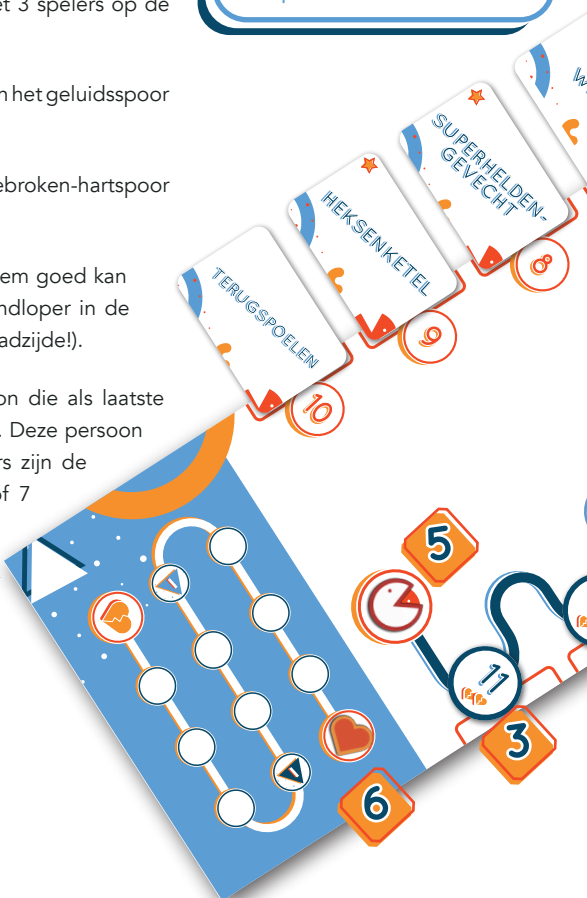 et 3 spelers op de
het geluidsspoor
ebroken-hartspoor
em goed kan
ndloper in de
adzijde!).
on die als laatste
. Deze persoon
rs zijn de
of 7
W
SUPERHELDEN-
GEVECHT
8
HEKSENKETEL
9
TERUGSPOELEN
10
5
11
3
6